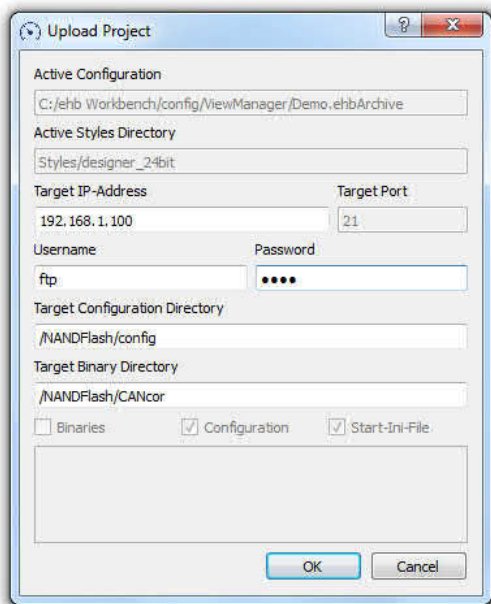 Upload Project
Active Configuration
C:/ehb Workbench/config/ViewManager/Demo.ehbArchive
Active Styles Directory
Styles/designer_24bit
Target IP-Address Target Port
192.168.1.100 21
Username Password
ftp ••••
Target Configuration Directory
/NANDFlash/config
Target Binary Directory
/NANDFlash/CANcor
Binaries Configuration Start-Ini-File
OK Cancel